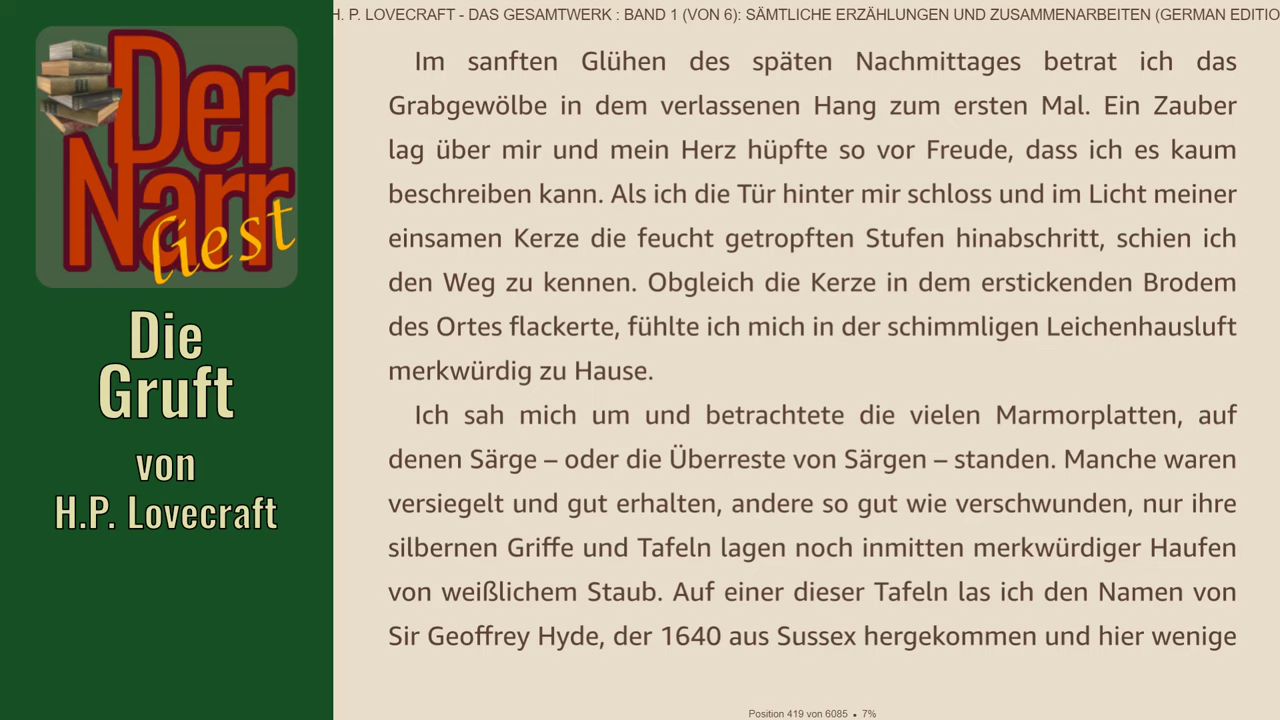 Der
Narr
liest
Die
Gruft
von
H.P. Lovecraft
H. P. LOVECRAFT - DAS GESAMTWERK : BAND 1 (VON 6): SÄMTLICHE ERZÄHLUNGEN UND ZUSAMMENARBEITEN (GERMAN EDITIO
Im sanften Glühen des späten Nachmittages betrat ich das
Grabgewölbe in dem verlassenen Hang zum ersten Mal. Ein Zauber
lag über mir und mein Herz hüpfte so vor Freude, dass ich es kaum
beschreiben kann. Als ich die Tür hinter mir schloss und im Licht meiner
einsamen Kerze die feucht getropften Stufen hinabschritt, schien ich
den Weg zu kennen. Obgleich die Kerze in dem erstickenden Brodem
des Ortes flackerte, fühlte ich mich in der schimmligen Leichenhausluft
merkwürdig zu Hause.
Ich sah mich um und betrachtete die vielen Marmorplatten, auf
denen Särge – oder die Überreste von Särgen – standen. Manche waren
versiegelt und gut erhalten, andere so gut wie verschwunden, nur ihre
silbernen Griffe und Tafeln lagen noch inmitten merkwürdiger Haufen
von weißlichem Staub. Auf einer dieser Tafeln las ich den Namen von
Sir Geoffrey Hyde, der 1640 aus Sussex hergekommen und hier wenige
Position 419 von 6085 • 7%